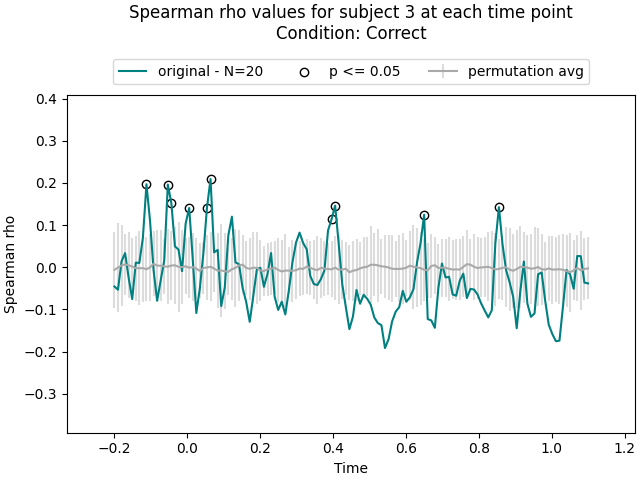 Spearman rho values for subject 3 at each time point
Condition: Correct
original - N=20
p <= 0.05
permutation avg
0.4
0.3
0.2
0.1
0.0
−0.1
−0.2
−0.3
Spearman rho
−0.2
0.0
0.2
0.4
0.6
0.8
1.0
1.2
Time